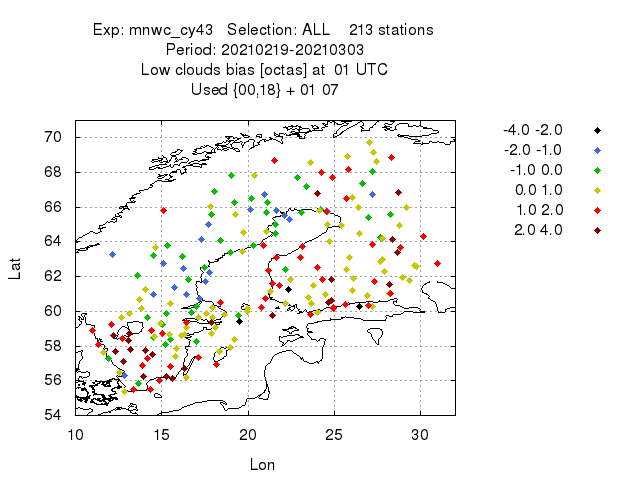 Exp: mnwc_cy43   Selection: ALL    213 stations
Period: 20210219-20210303
Low clouds bias [octas] at  01 UTC
Used {00,18} + 01 07
70
68
66
64
62
60
58
56
54
Lat
10 15 20 25 30
Lon
-4.0 -2.0
-2.0 -1.0
-1.0 0.0
0.0 1.0
1.0 2.0
2.0 4.0